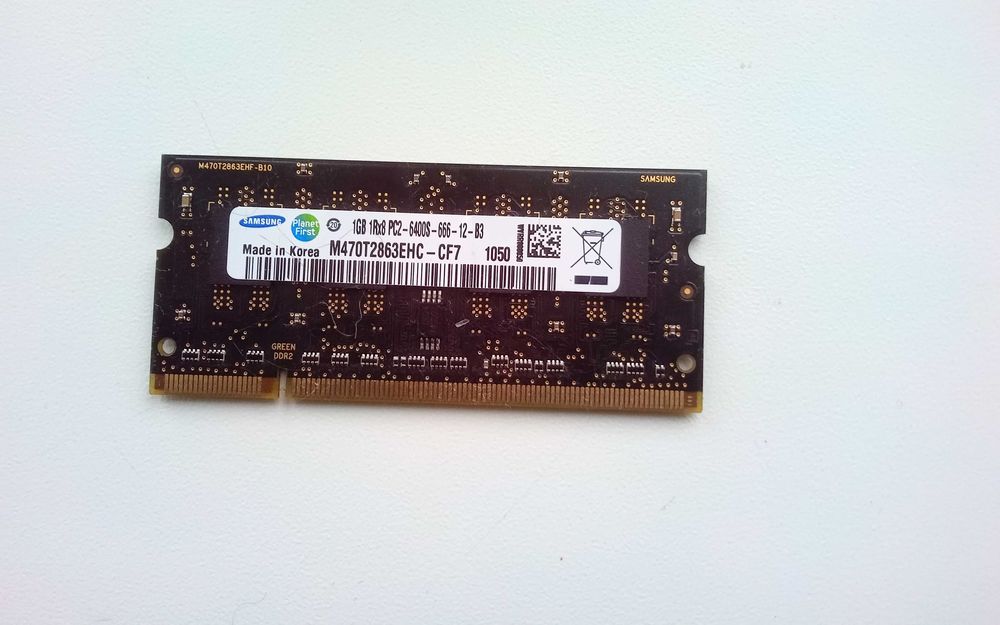 M470T2863EHF-B10
SAMSUNG
SAMSUNG Planet First 20 1GB 1Rx8 PC2-6400S-666-12-B3
Made in Korea M470T2863EHC-CF7 1050
GREEN
DDR2